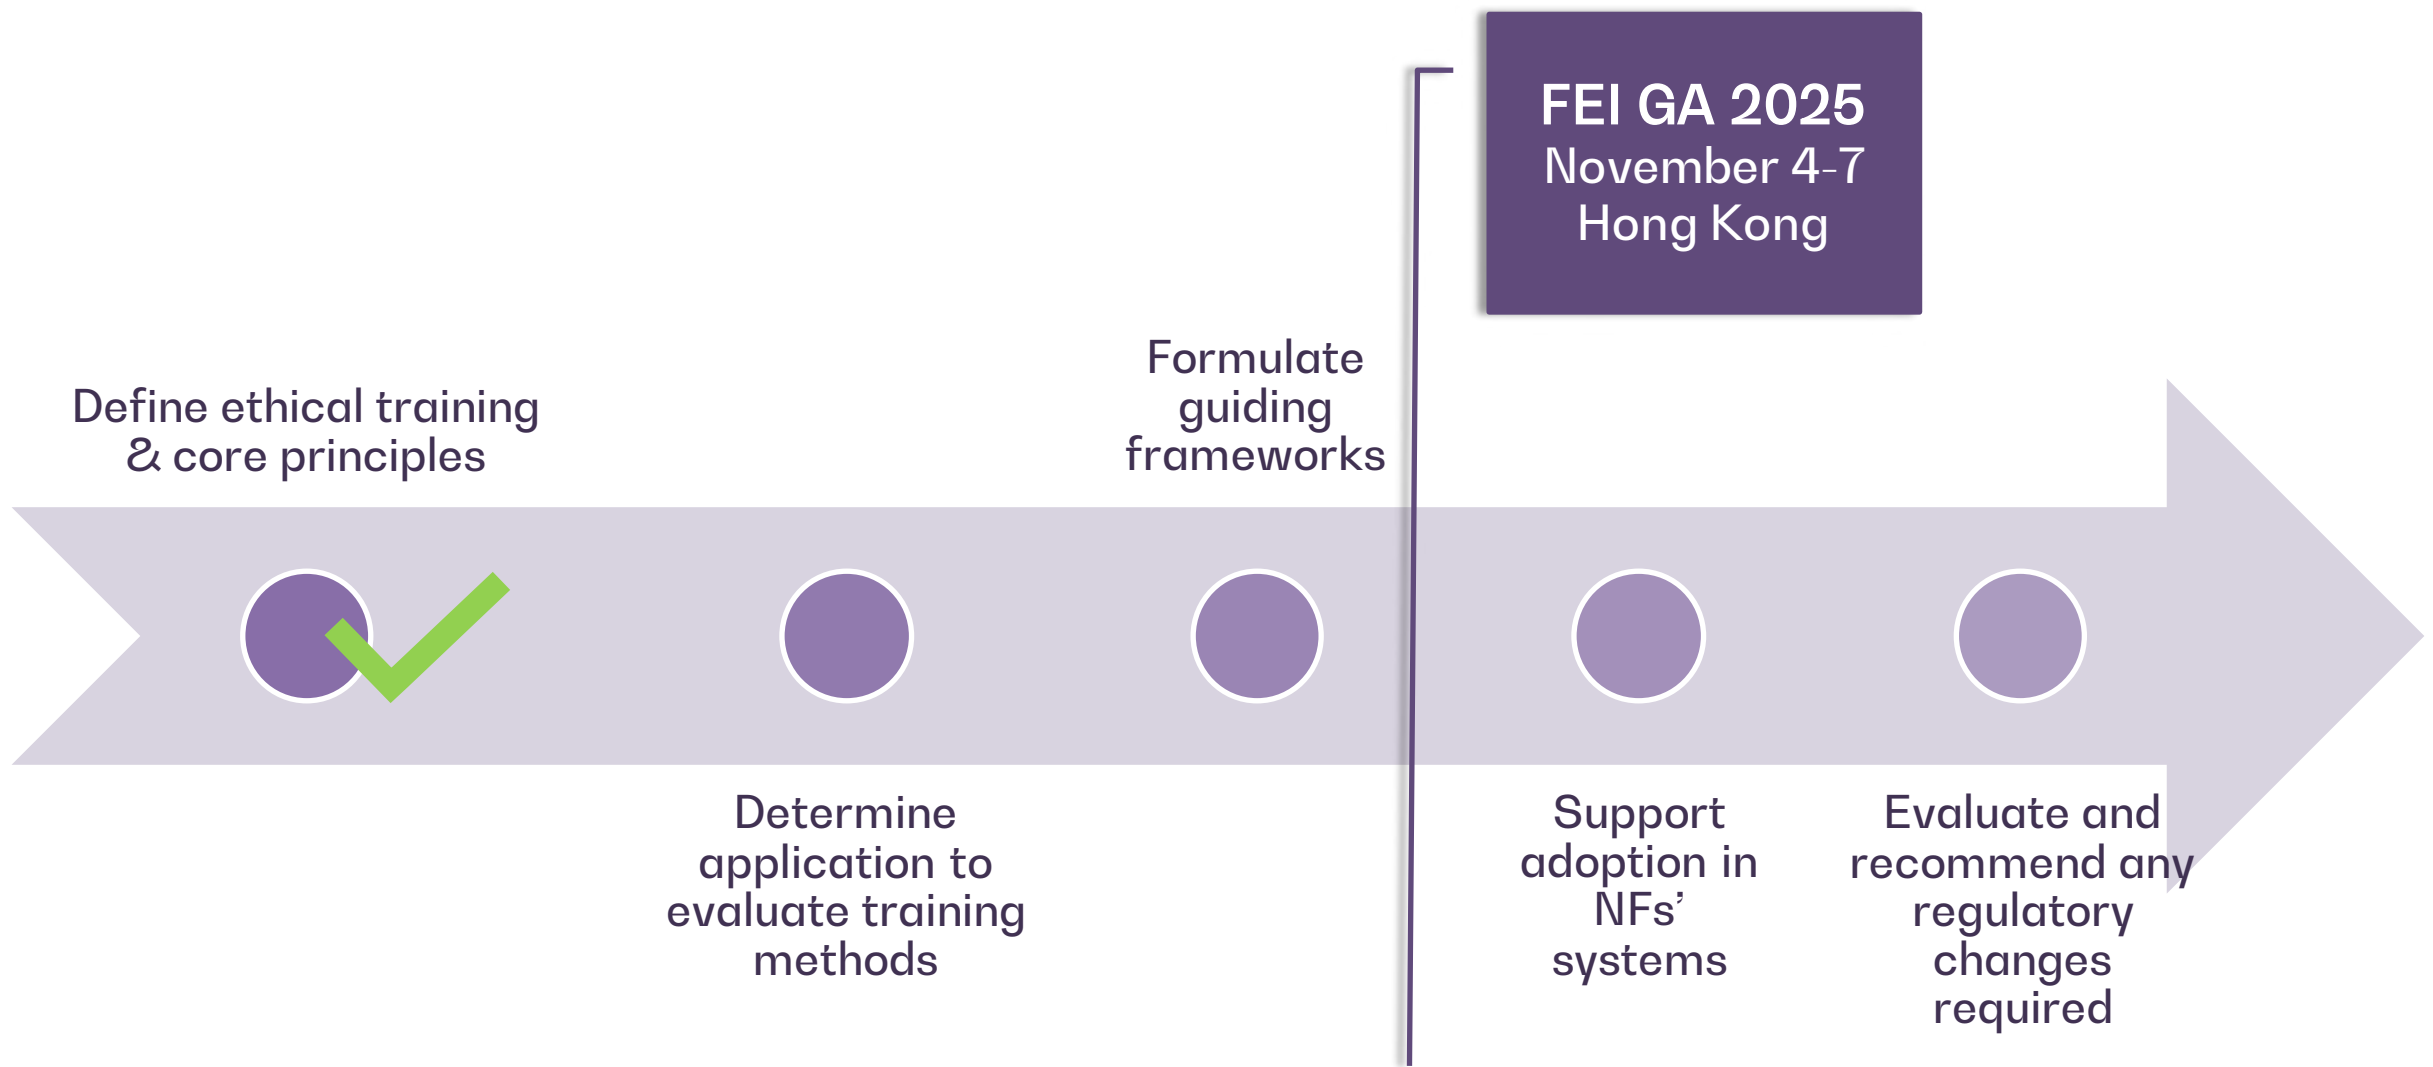 FEI GA 2025
November 4-7
Hong Kong
Define ethical training
& core principles
Determine
application to
evaluate training
methods
Formulate
guiding
frameworks
Support
adoption in
NFs’
systems
Evaluate and
recommend any
regulatory
changes
required